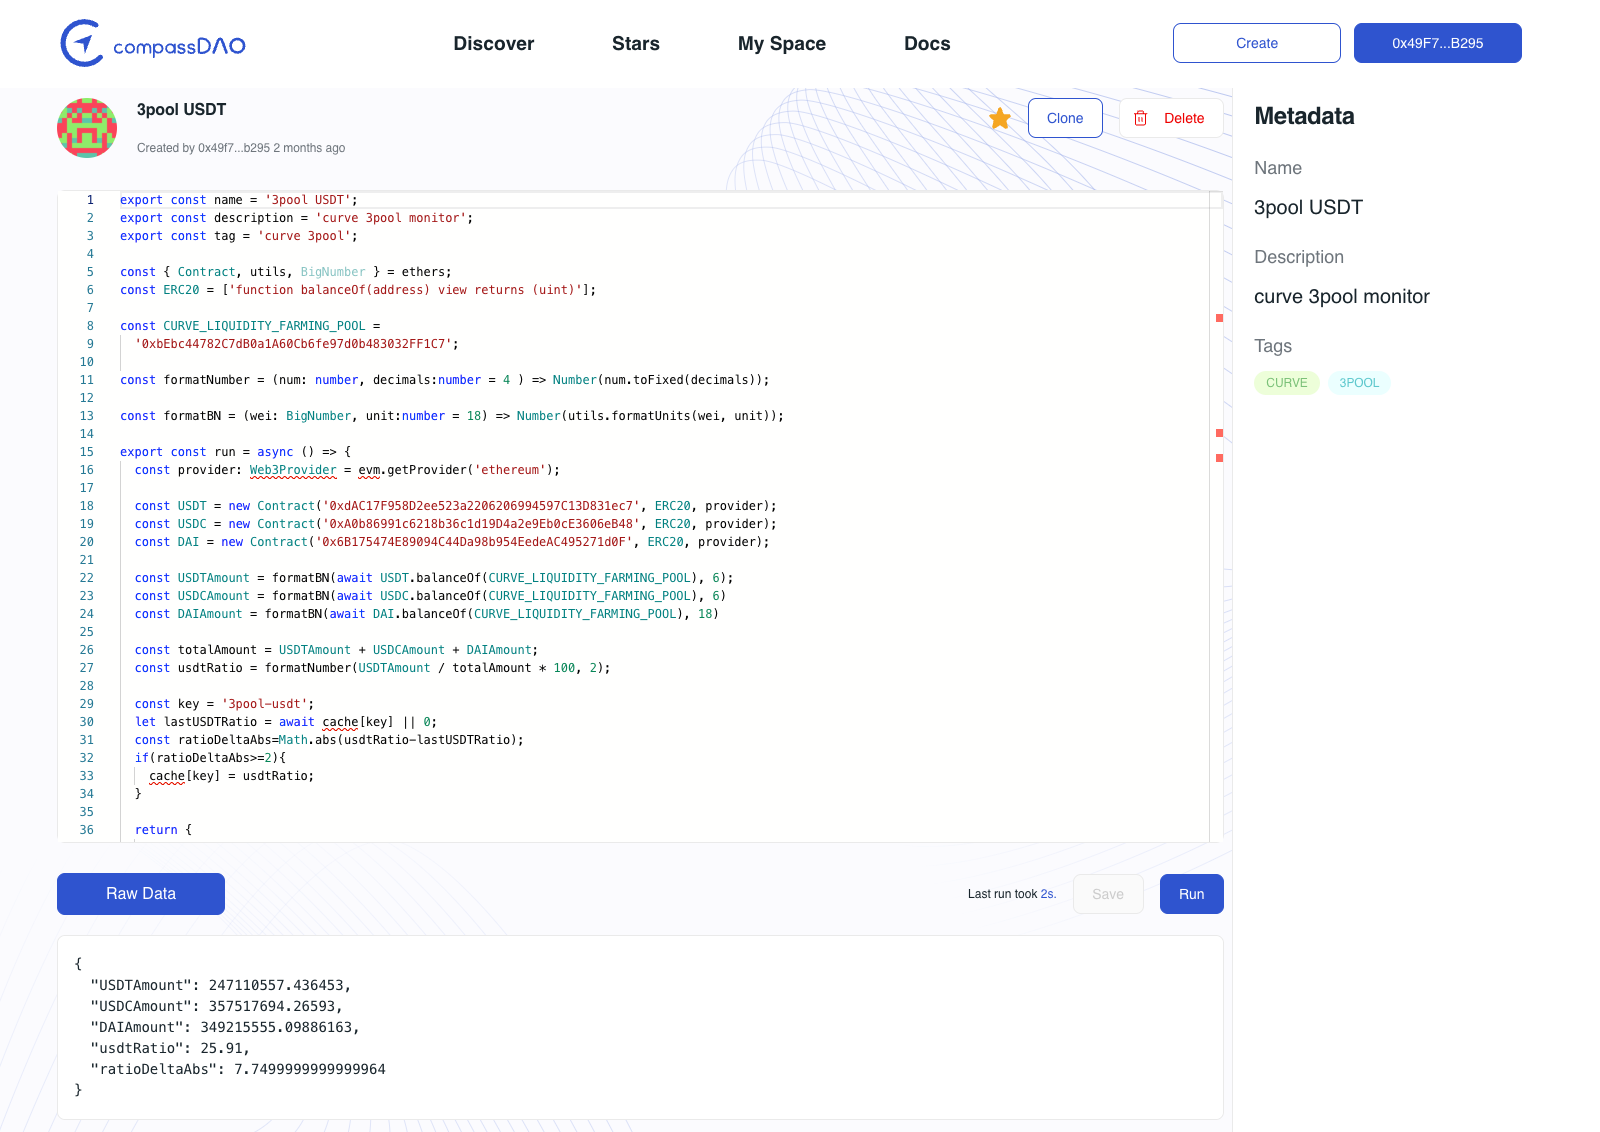 compassDAO
Discover
Stars
My Space
Docs
Create
0x49F7...B295
3pool USDT
Created by 0x49f7...b295 2 months ago
Clone
Delete
1 export const name = '3pool USDT';
2 export const description = 'curve 3pool monitor';
3 export const tag = 'curve 3pool';
4
5 const { Contract, utils, BigNumber } = ethers;
6 const ERC20 = ['function balanceOf(address) view returns (uint)'];
7
8 const CURVE_LIQUIDITY_FARMING_POOL =
9   '0xbEbc44782C7dB0a1A60Cb6fe97d0b483032FF1C7';
10
11 const formatNumber = (num: number, decimals:number = 4 ) => Number(num.toFixed(decimals));
12
13 const formatBN = (wei: BigNumber, unit:number = 18) => Number(utils.formatUnits(wei, unit));
14
15 export const run = async () => {
16   const provider: Web3Provider = evm.getProvider('ethereum');
17
18   const USDT = new Contract('0xdAC17F958D2ee523a2206206994597C13D831ec7', ERC20, provider);
19   const USDC = new Contract('0xA0b86991c6218b36c1d19D4a2e9Eb0cE3606eB48', ERC20, provider);
20   const DAI = new Contract('0x6B175474E89094C44Da98b954EedeAC495271d0F', ERC20, provider);
21
22   const USDTAmount = formatBN(await USDT.balanceOf(CURVE_LIQUIDITY_FARMING_POOL), 6);
23   const USDCAmount = formatBN(await USDC.balanceOf(CURVE_LIQUIDITY_FARMING_POOL), 6)
24   const DAIAmount = formatBN(await DAI.balanceOf(CURVE_LIQUIDITY_FARMING_POOL), 18)
25
26   const totalAmount = USDTAmount + USDCAmount + DAIAmount;
27   const usdtRatio = formatNumber(USDTAmount / totalAmount * 100, 2);
28
29   const key = '3pool-usdt';
30   let lastUSDTRatio = await cache[key] || 0;
31   const ratioDeltaAbs=Math.abs(usdtRatio-lastUSDTRatio);
32   if(ratioDeltaAbs>=2){
33     cache[key] = usdtRatio;
34   }
35
36   return {
Raw Data
Last run took 2s.
Save
Run
{
  "USDTAmount": 247110557.436453,
  "USDCAmount": 357517694.26593,
  "DAIAmount": 349215555.09886163,
  "usdtRatio": 25.91,
  "ratioDeltaAbs": 7.7499999999999964
}
Metadata
Name
3pool USDT
Description
curve 3pool monitor
Tags
CURVE
3POOL